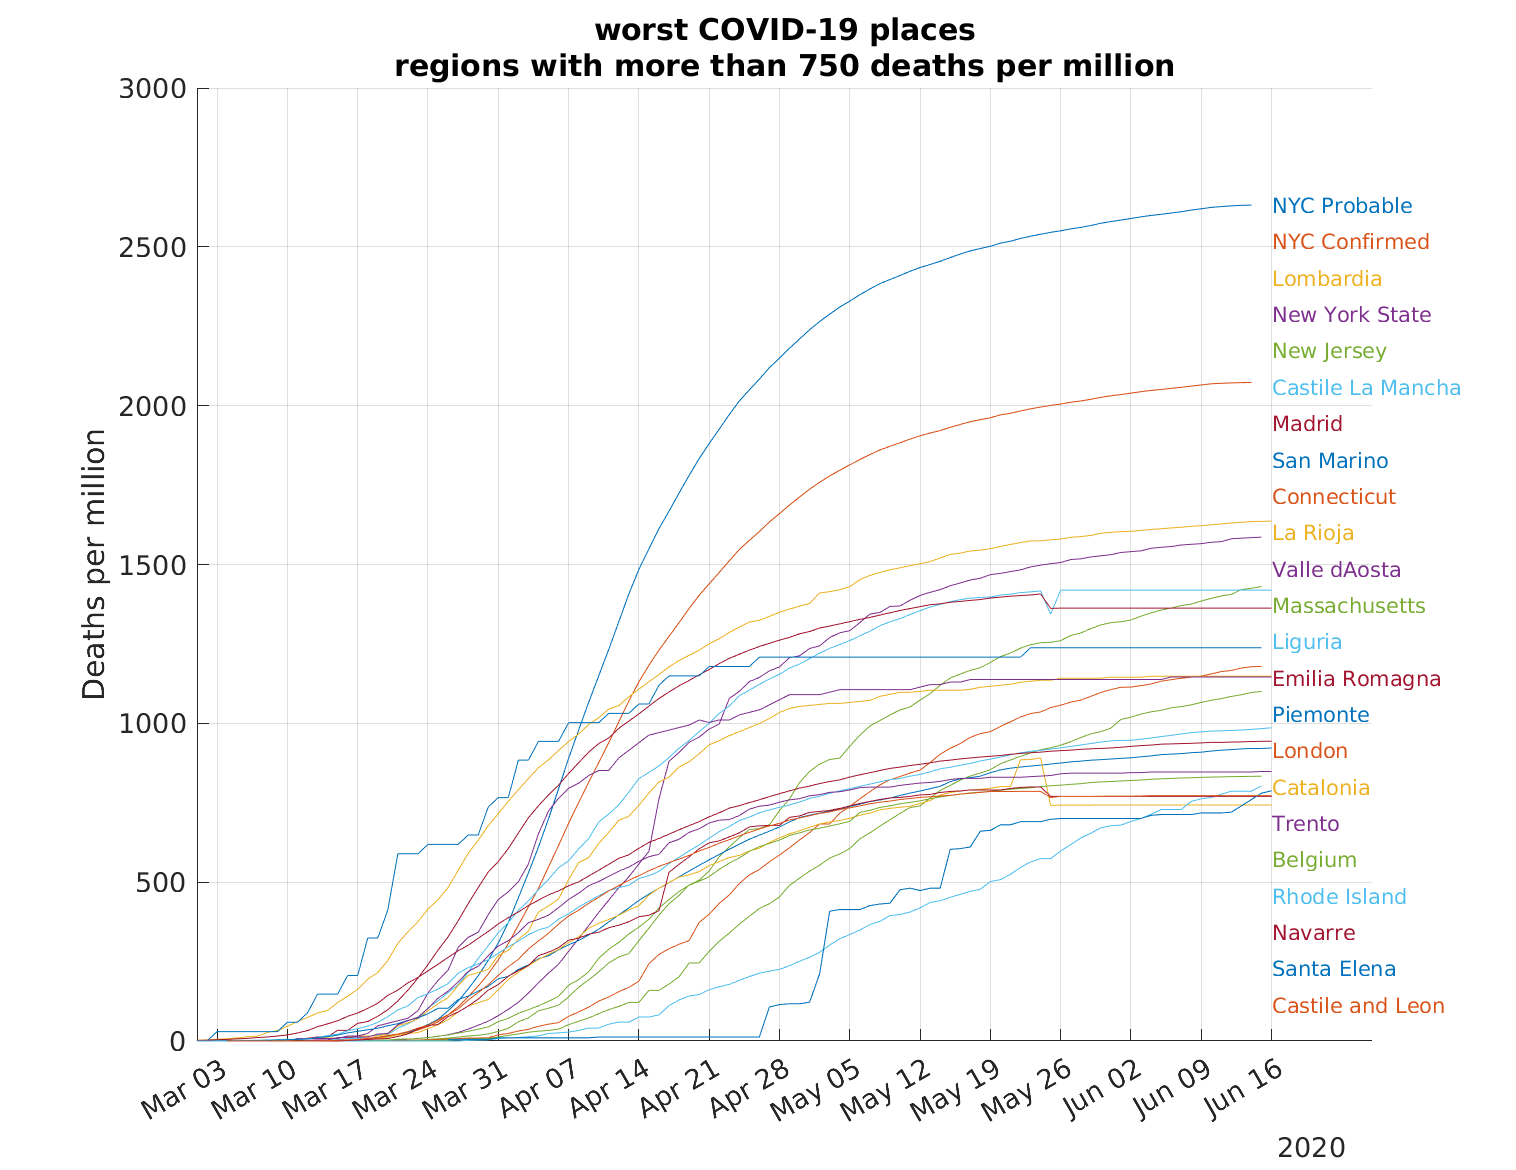 worst COVID-19 places
regions with more than 750 deaths per million
Deaths per million
3000
2500
2000
1500
1000
500
0
NYC Probable
NYC Confirmed
Lombardia
New York State
New Jersey
Castile La Mancha
Madrid
San Marino
Connecticut
La Rioja
Valle dAosta
Massachusetts
Liguria
Emilia Romagna
Piemonte
London
Catalonia
Trento
Belgium
Rhode Island
Navarre
Santa Elena
Castile and Leon
Mar 03 Mar 10 Mar 17 Mar 24 Mar 31 Apr 07 Apr 14 Apr 21 Apr 28 May 05 May 12 May 19 May 26 Jun 02 Jun 09 Jun 16
2020